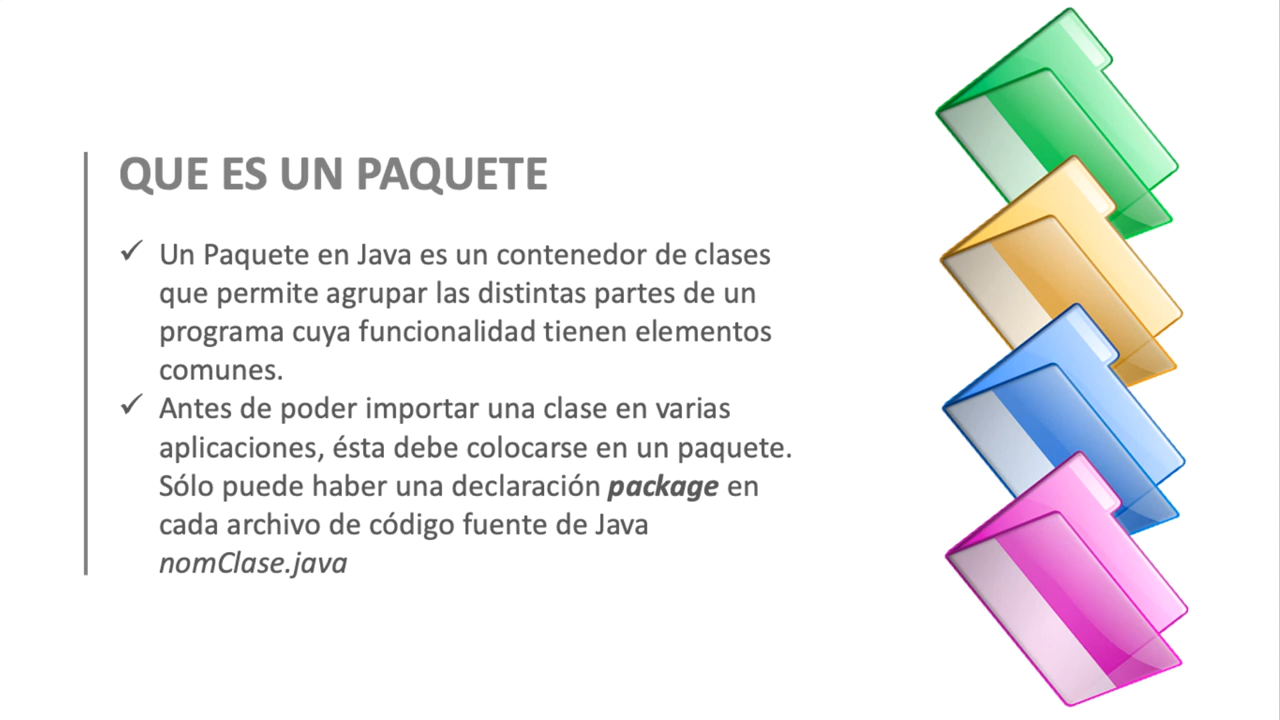 QUE ES UN PAQUETE
✓ Un Paquete en Java es un contenedor de clases
que permite agrupar las distintas partes de un
programa cuya funcionalidad tienen elementos
comunes.
✓ Antes de poder importar una clase en varias
aplicaciones, ésta debe colocarse en un paquete.
Sólo puede haber una declaración package en
cada archivo de código fuente de Java
nomClase.java